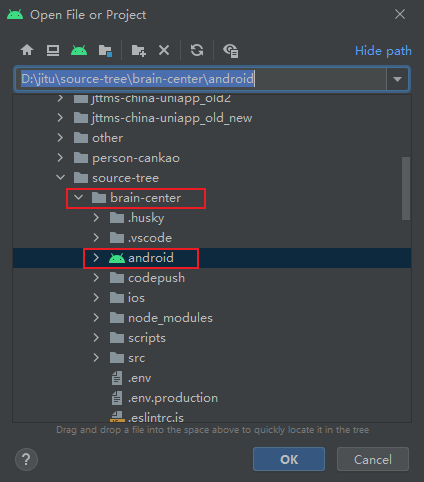 Open File or Project
Hide path
D:\jitu\source-tree\brain-center\android
jttms-china-uniapp_old2
jttms-china-uniapp_old_new
other
person-cankao
source-tree
brain-center
.husky
.vscode
android
codepush
ios
node_modules
scripts
src
.env
.env.production
.eslintrc.js
Drag and drop a file into the space above to quickly locate it in the tree
?
OK
Cancel